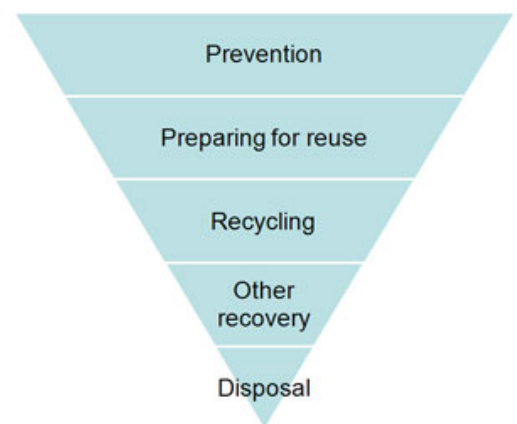 Prevention
Preparing for reuse
Recycling
Other
recovery
Disposal